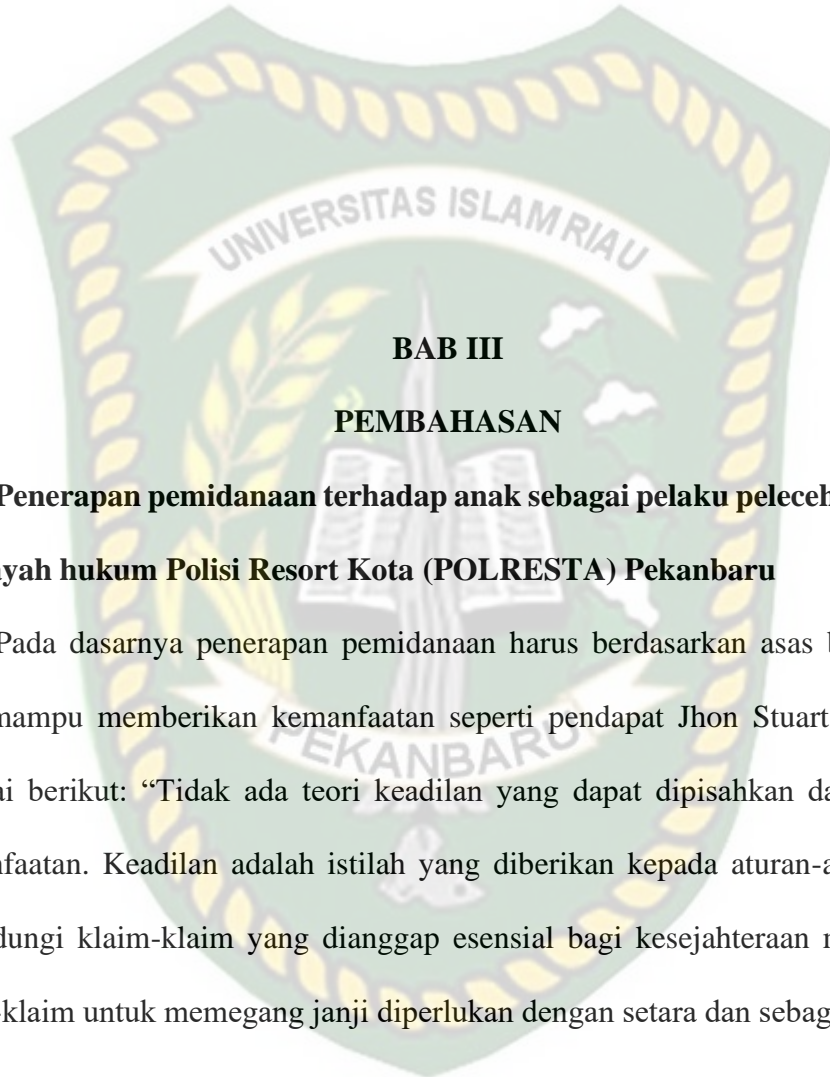 UNIVERSITAS ISLAM RIAU
BAB III
PEMBAHASAN
Penerapan pemidanaan terhadap anak sebagai pelaku peleceh
ayah hukum Polisi Resort Kota (POLRESTA) Pekanbaru
Pada dasarnya penerapan pemidanaan harus berdasarkan asas
mampu memberikan kemanfaatan seperti pendapat Jhon Stuart
PEKANBARU
ai berikut: “Tidak ada teori keadilan yang dapat dipisahkan da
nfaatan. Keadilan adalah istilah yang diberikan kepada aturan-a
dungi klaim-klaim yang dianggap esensial bagi kesejahteraan
-klaim untuk memegang janji diperlukan dengan setara dan sebag